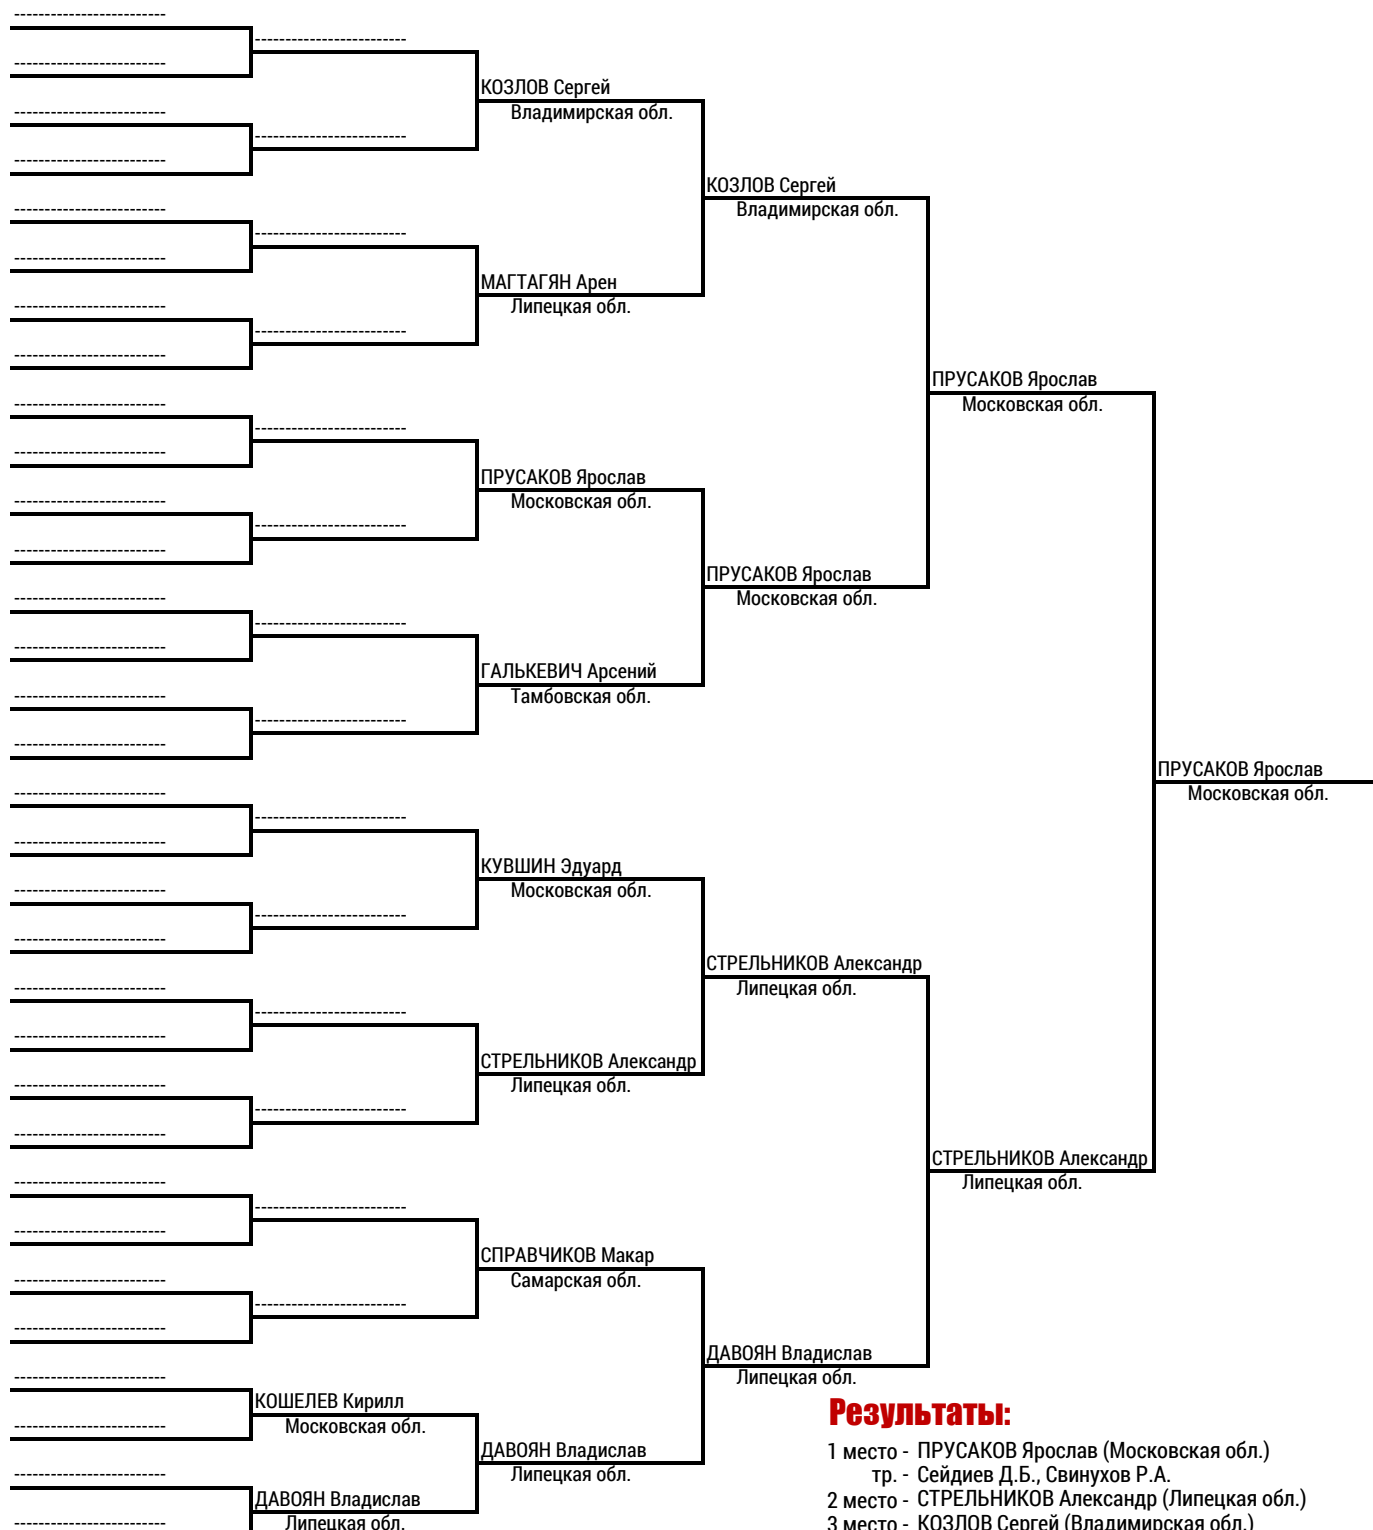 КОЗЛОВ Сергей
Владимирская обл.
КОЗЛОВ Сергей
Владимирская обл.
МАГТАГЯН Арен
Липецкая обл.
ПРУСАКОВ Ярослав
Московская обл.
ПРУСАКОВ Ярослав
Московская обл.
ПРУСАКОВ Ярослав
Московская обл.
ГАЛЬКЕВИЧ Арсений
Тамбовская обл.
ПРУСАКОВ Ярослав
Московская обл.
КУВШИН Эдуард
Московская обл.
СТРЕЛЬНИКОВ Александр
Липецкая обл.
СТРЕЛЬНИКОВ Александр
Липецкая обл.
СТРЕЛЬНИКОВ Александр
Липецкая обл.
СПРАВЧИКОВ Макар
Самарская обл.
ДАВОЯН Владислав
Липецкая обл.
КОШЕЛЕВ Кирилл
Московская обл.
ДАВОЯН Владислав
Липецкая обл.
ДАВОЯН Владислав
Липецкая обл.
Результаты:
1 место - ПРУСАКОВ Ярослав (Московская обл.)
тр. - Сейдиев Д.Б., Свинухов Р.А.
2 место - СТРЕЛЬНИКОВ Александр (Липецкая обл.)
3 место - КОЗЛОВ Сергей (Владимирская обл.)